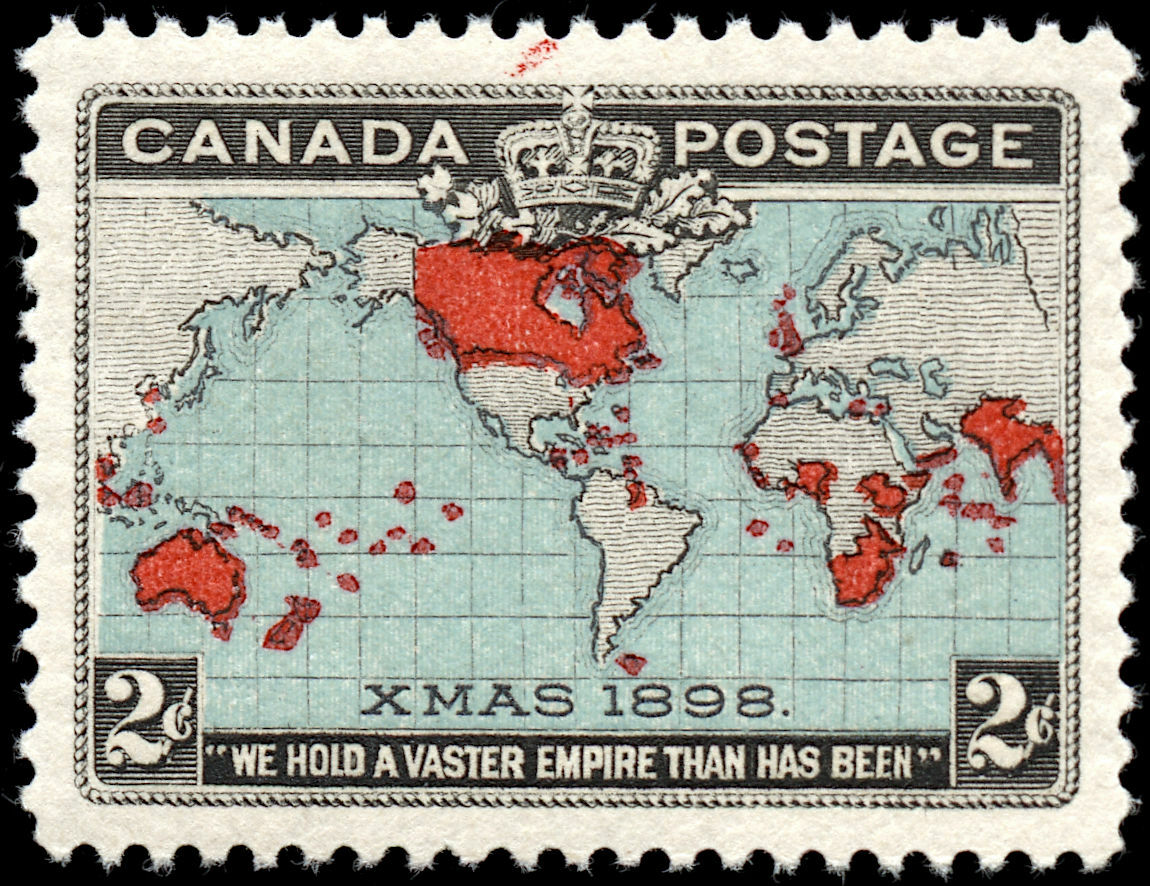 CANADA POSTAGE
XMAS 1898.
2¢ 2¢
"WE HOLD A VASTER EMPIRE THAN HAS BEEN"